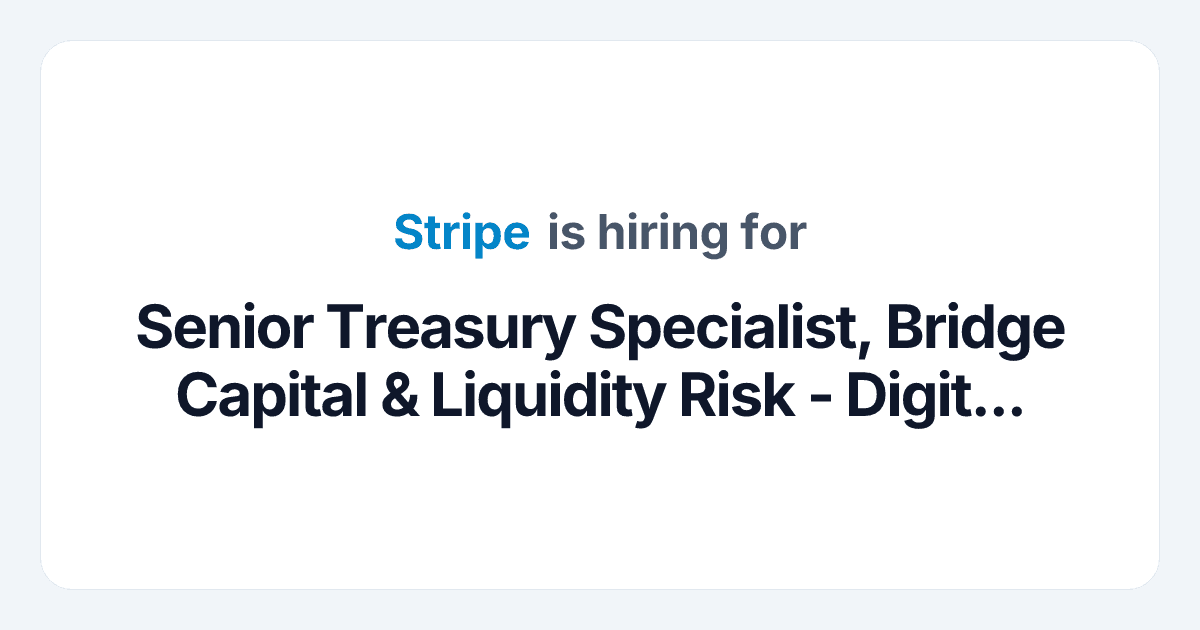 Stripe is hiring for
Senior Treasury Specialist, Bridge
Capital & Liquidity Risk - Digit...